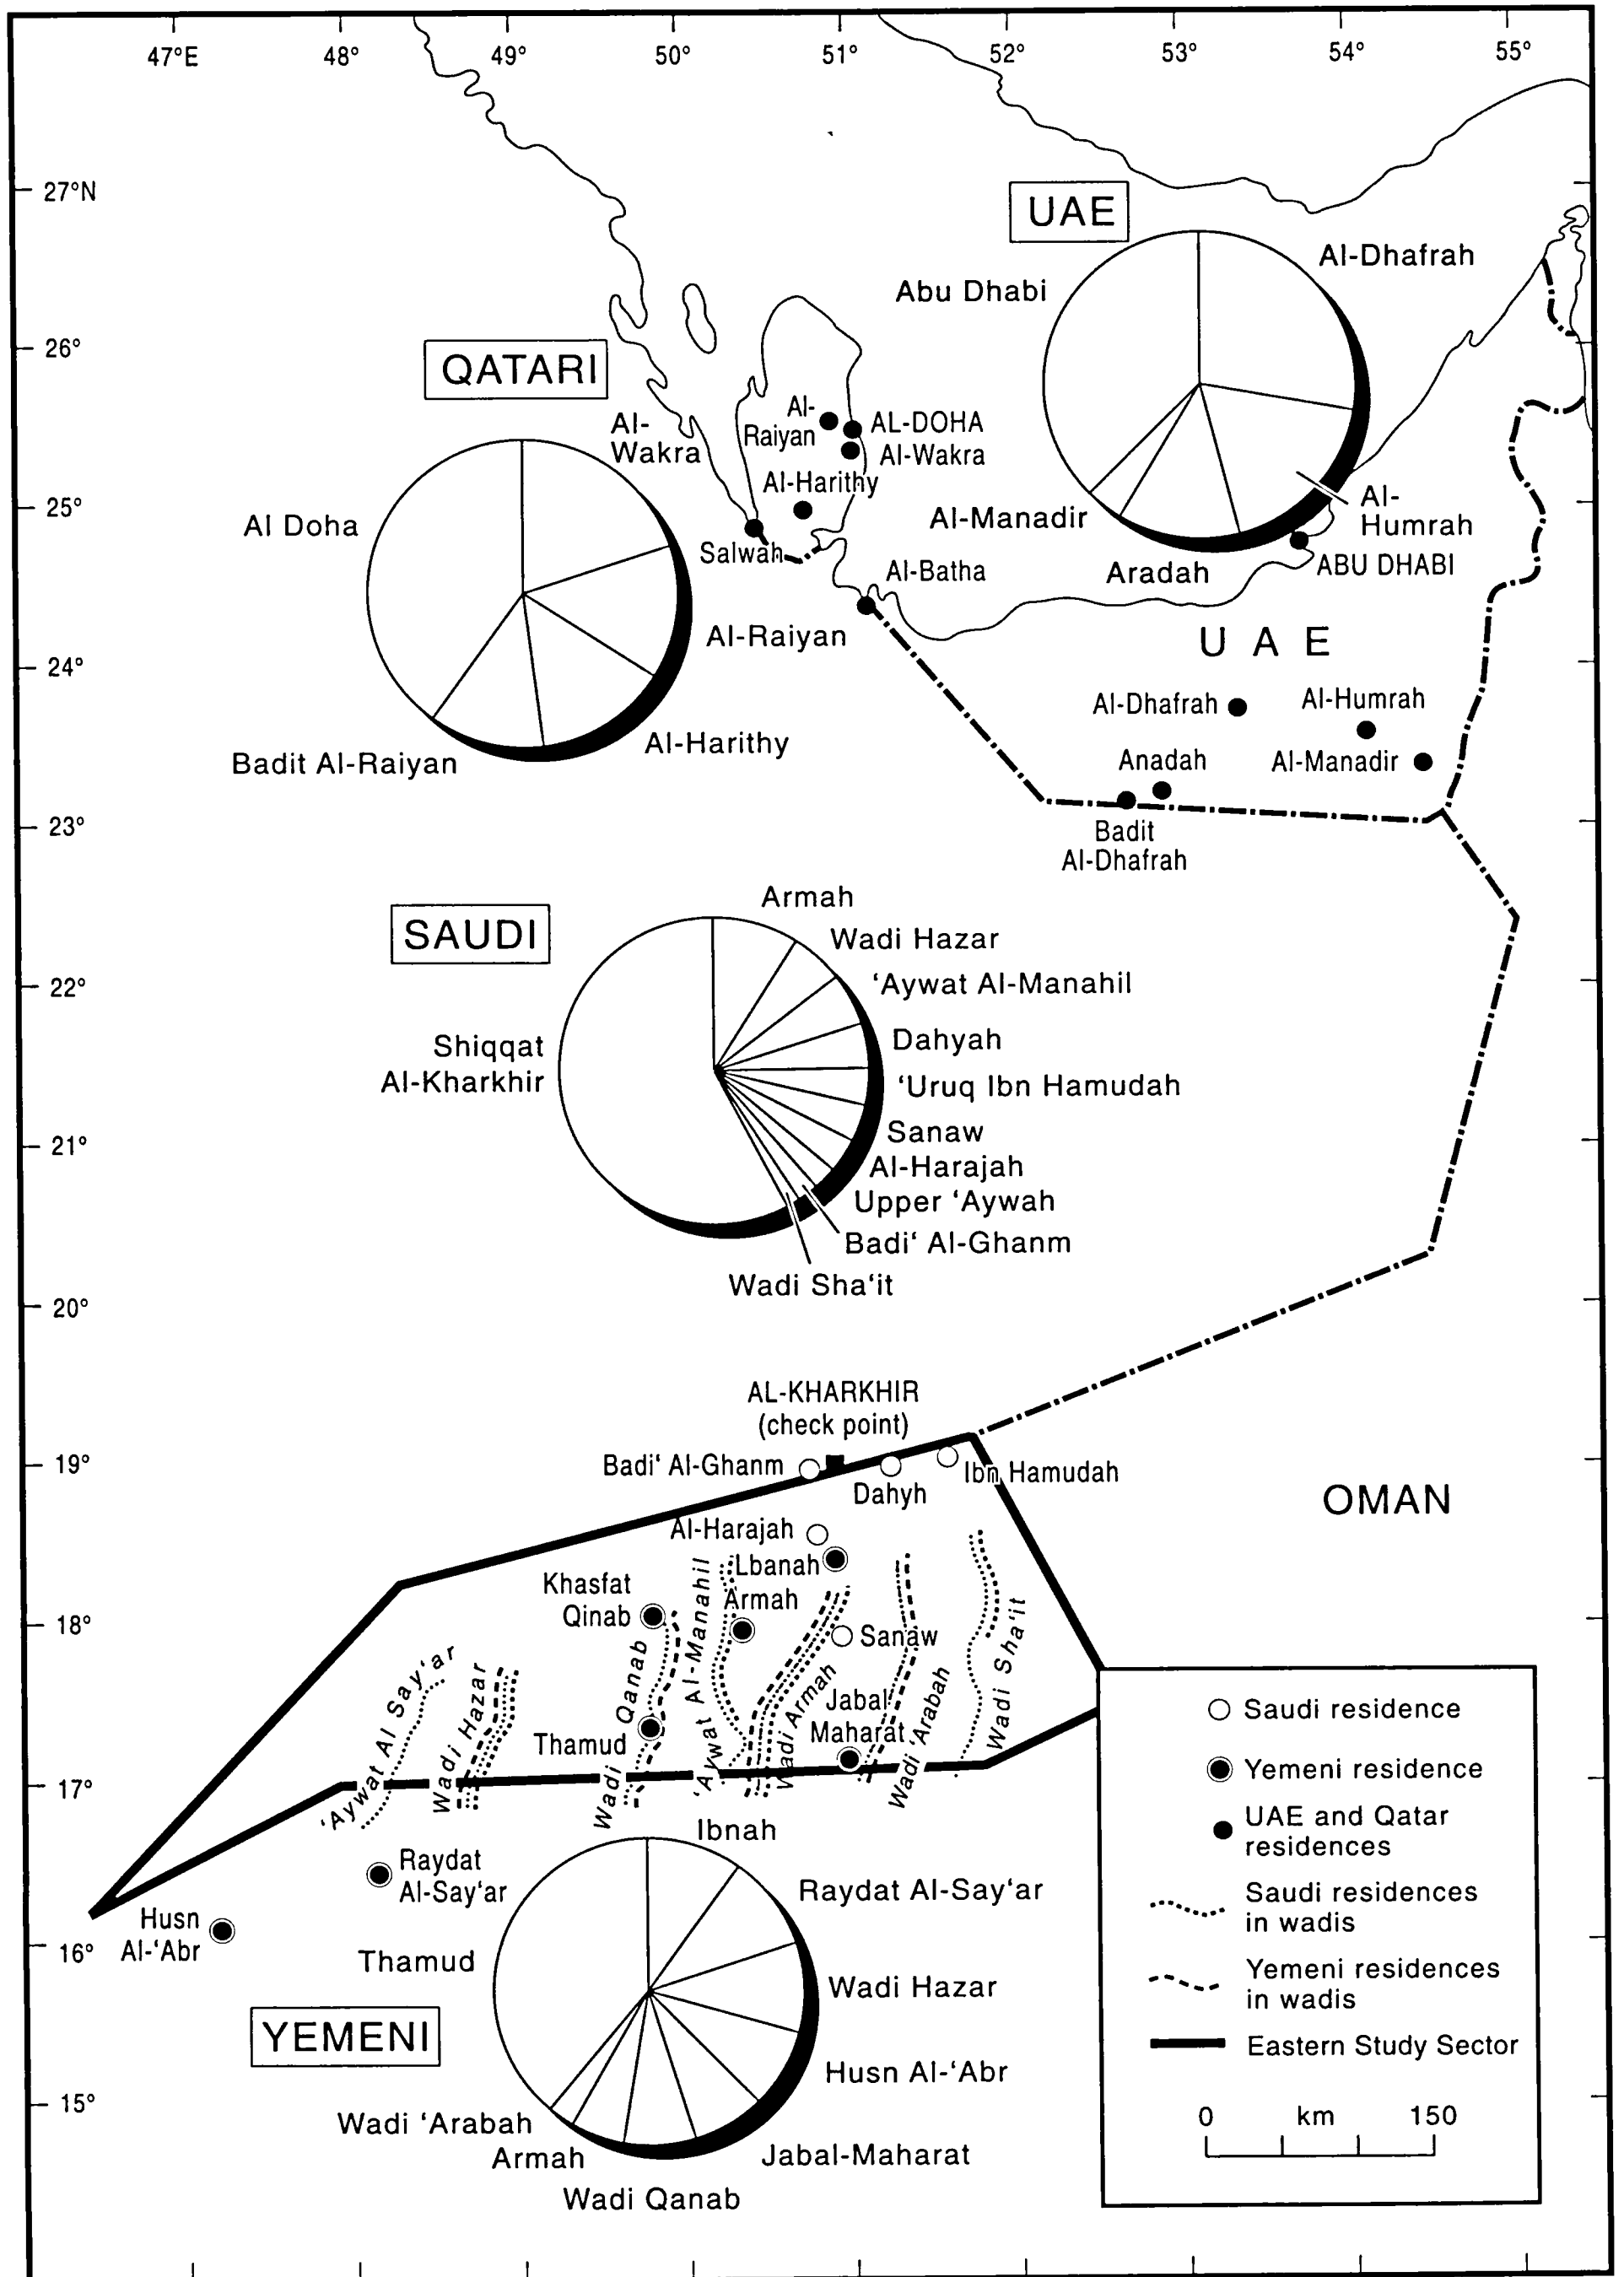 47°E
48°
49°
50°
51°
52°
53°
54°
55°
27°N
26°
25°
24°
23°
22°
21°
20°
19°
18°
17°
16°
15°
UAE
Al-Dhafrah
Abu Dhabi
Al-Manadir
Aradah
Al-
Humrah
QATARI
Al-
Wakra
Al Doha
Al-Raiyan
Al-Harithy
Badit Al-Raiyan
Al-
Raiyan
AL-DOHA
Al-Wakra
Al-Harithy
Salwah
Al-Batha
ABU DHABI
U A E
Al-Dhafrah
Al-Humrah
Anadah
Al-Manadir
Badit
Al-Dhafrah
SAUDI
Armah
Wadi Hazar
‘Aywat Al-Manahil
Dahyah
‘Uruq Ibn Hamudah
Sanaw
Al-Harajah
Upper ‘Aywah
Badi‘ Al-Ghanm
Wadi Sha‘it
Shiqqat
Al-Kharkhir
AL-KHARKHIR
(check point)
Badi‘ Al-Ghanm
Dahyh
Ibn Hamudah
OMAN
Al-Harajah
Lbanah
Khasfat
Qinab
Armah
Sanaw
Jabal
Maharat
Thamud
‘Aywat Al Say‘ar
Wadi Hazar
Wadi Qanab
‘Aywat Al-Manahil
Wadi Armah
Wadi ‘Arabah
Wadi Sha‘it
Raydat
Al-Say‘ar
Husn
Al-‘Abr
YEMENI
Ibnah
Raydat Al-Say‘ar
Wadi Hazar
Husn Al-‘Abr
Jabal-Maharat
Wadi Qanab
Armah
Wadi ‘Arabah
Thamud
Saudi residence
Yemeni residence
UAE and Qatar
residences
Saudi residences
in wadis
Yemeni residences
in wadis
Eastern Study Sector
0 km 150